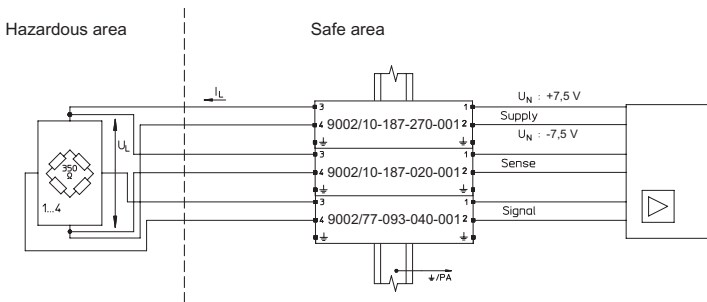 Hazardous area
Safe area
I_L
3 9002/10-187-270-001 1
4 2
U_N : +7,5 V
Supply
U_N : -7,5 V
U_L
350 Ω
1...4
3 9002/10-187-020-001 1
4 2
Sense
3 9002/77-093-040-001 1
4 2
Signal
⏚/PA